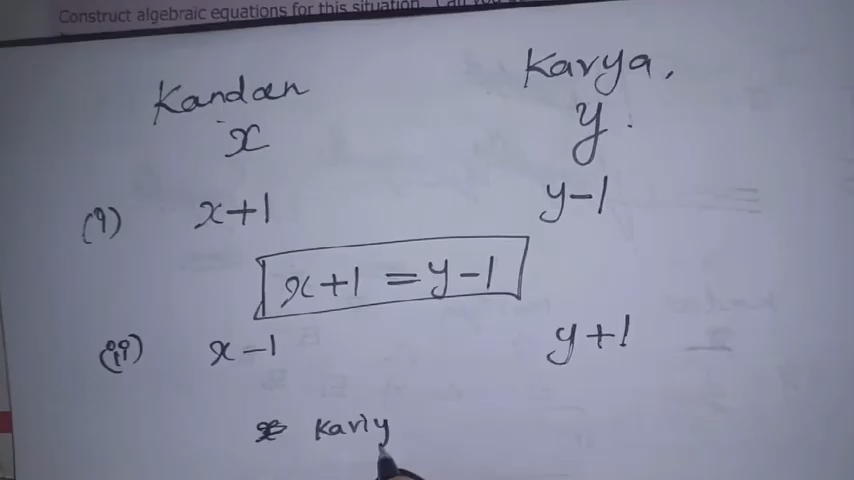 Construct algebraic equations for this situation.
Kandan Karya.
x y.
(i) x+1 y-1
x+1 = y-1
(ii) x-1 y+1
Kariy